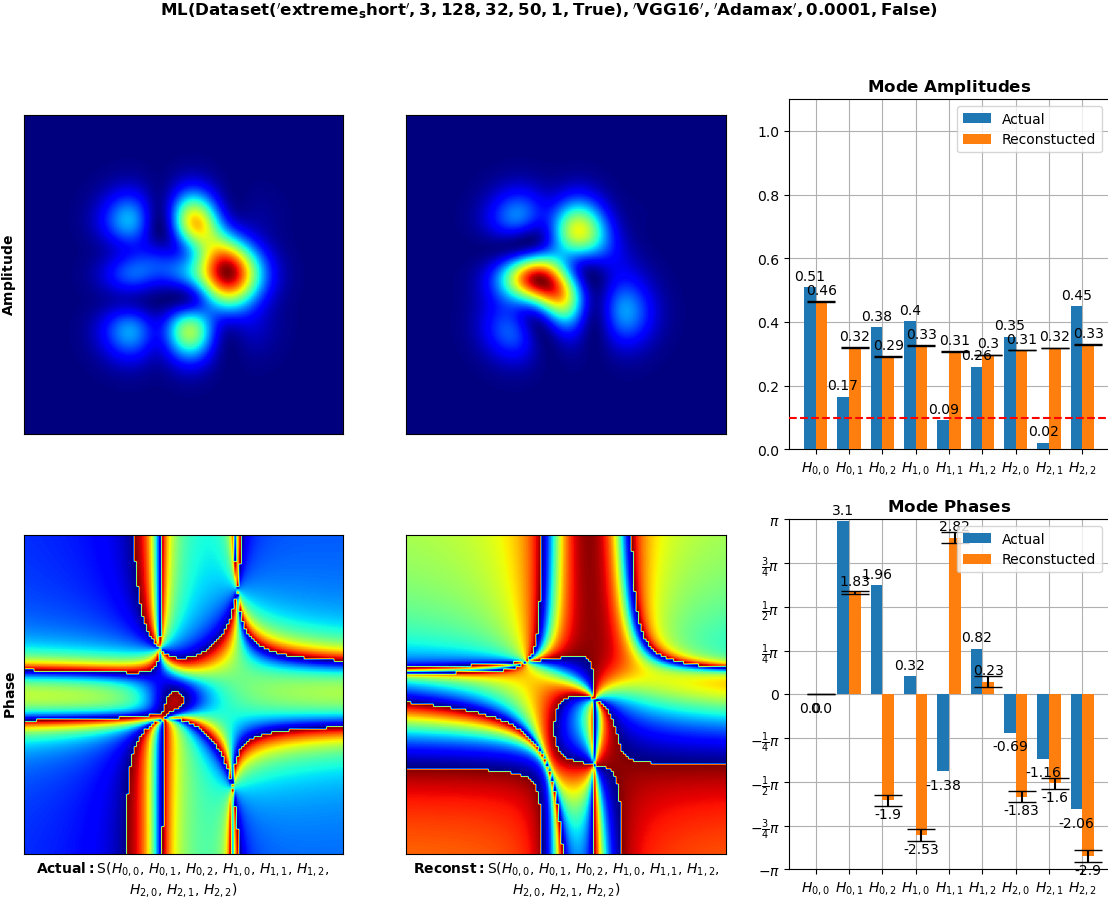 ML(Dataset('extreme_short', 3, 128, 32, 50, 1, True), 'VGG16', 'Adamax', 0.0001, False)
Amplitude
Mode Amplitudes
Actual
Reconstucted
1.0
0.8
0.6
0.4
0.2
0.0
0.51
0.46
0.17
0.32
0.38
0.29
0.4
0.33
0.09
0.31
0.26
0.3
0.35
0.31
0.02
0.32
0.45
0.33
H0,0 H0,1 H0,2 H1,0 H1,1 H1,2 H2,0 H2,1 H2,2
Phase
Mode Phases
Actual
Reconstucted
π
3/4π
1/2π
1/4π
0
−1/4π
−1/2π
−3/4π
−π
0.0
0.0
3.1
1.83
1.96
-1.9
0.32
-2.53
-1.38
2.82
0.82
0.23
-0.69
-1.83
-1.16
-1.6
-2.06
-2.9
H0,0 H0,1 H0,2 H1,0 H1,1 H1,2 H2,0 H2,1 H2,2
Actual: S(H0,0, H0,1, H0,2, H1,0, H1,1, H1,2,
H2,0, H2,1, H2,2)
Reconst: S(H0,0, H0,1, H0,2, H1,0, H1,1, H1,2,
H2,0, H2,1, H2,2)